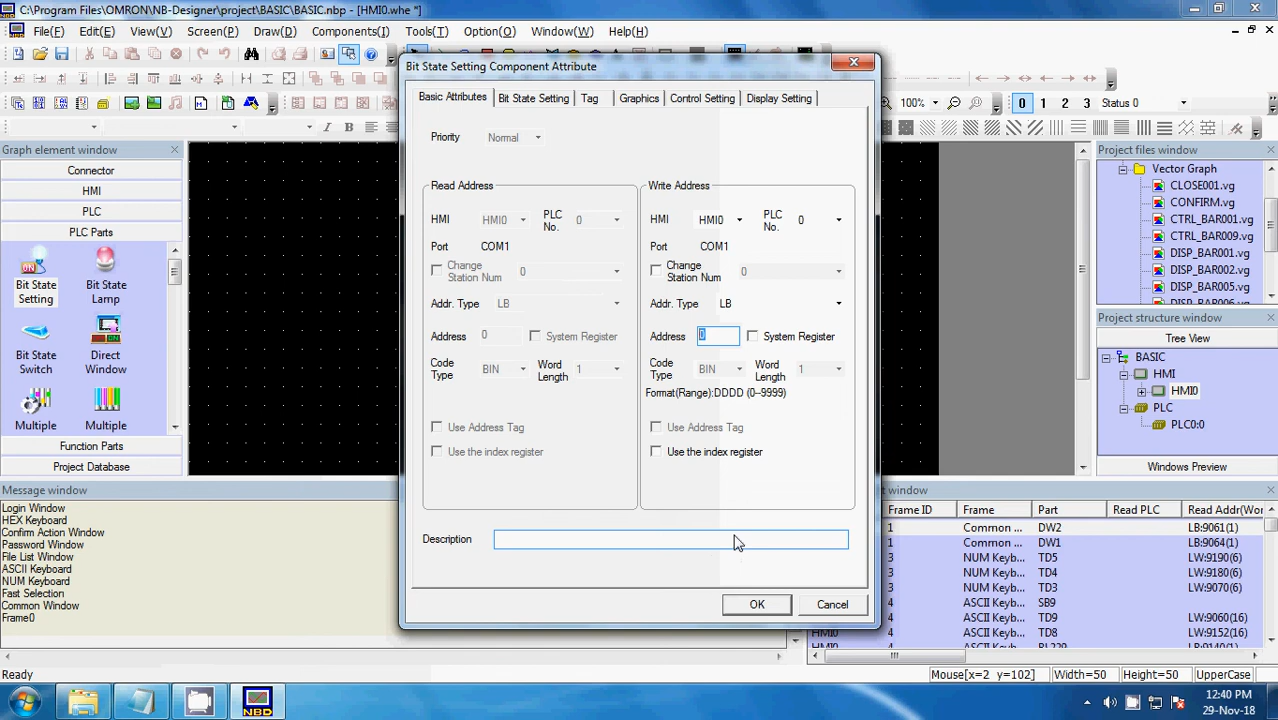 C:\Program Files\OMRON\NB-Designer\project\BASIC\BASIC.nbp - [HMI0.whe *]
File(F) Edit(E) View(V) Screen(P) Draw(D) Components(I) Tools(T) Option(O) Window(W) Help(H)
Bit State Setting Component Attribute
Basic Attributes Bit State Setting Tag Graphics Control Setting Display Setting
100% 0 1 2 3 Status 0
Priority Normal
Graph element window
Connector
HMI
PLC
PLC Parts
Bit State Setting
Bit State Lamp
Bit State Switch
Direct Window
Multiple Multiple
Function Parts
Project Database
Read Address
HMI HMI0 PLC No. 0
Port COM1
Change Station Num 0
Addr. Type LB
Address 0 System Register
Code Type BIN Word Length 1
Use Address Tag
Use the index register
Write Address
HMI HMI0 PLC No. 0
Port COM1
Change Station Num 0
Addr. Type LB
Address 0 System Register
Code Type BIN Word Length 1
Format(Range):DDDD (0--9999)
Use Address Tag
Use the index register
Description
OK Cancel
Project files window
Vector Graph
CLOSE001.vg
CONFIRM.vg
CTRL_BAR001.vg
CTRL_BAR009.vg
DISP_BAR001.vg
DISP_BAR002.vg
DISP_BAR005.vg
Project structure window
Tree View
BASIC
HMI
HMI0
PLC
PLC0:0
Windows Preview
Message window
Login Window
HEX Keyboard
Confirm Action Window
Password Window
File List Window
ASCII Keyboard
NUM Keyboard
Fast Selection
Common Window
Frame0
t window
Frame ID Frame Part Read PLC Read Addr(Wo
1 Common ... DW2 LB:9061(1)
1 Common ... DW1 LB:9064(1)
3 NUM Keyb... TD5 LW:9190(6)
3 NUM Keyb... TD4 LW:9180(6)
3 NUM Keyb... TD3 LW:9070(6)
4 ASCII Keyb... SB9
4 ASCII Keyb... TD9 LW:9060(16)
HMI0 4 ASCII Keyb... TD8 LW:9152(16)
Ready
Mouse[x=2 y=102] Width=50 Height=50 UpperCase
NBD
12:40 PM
29-Nov-18